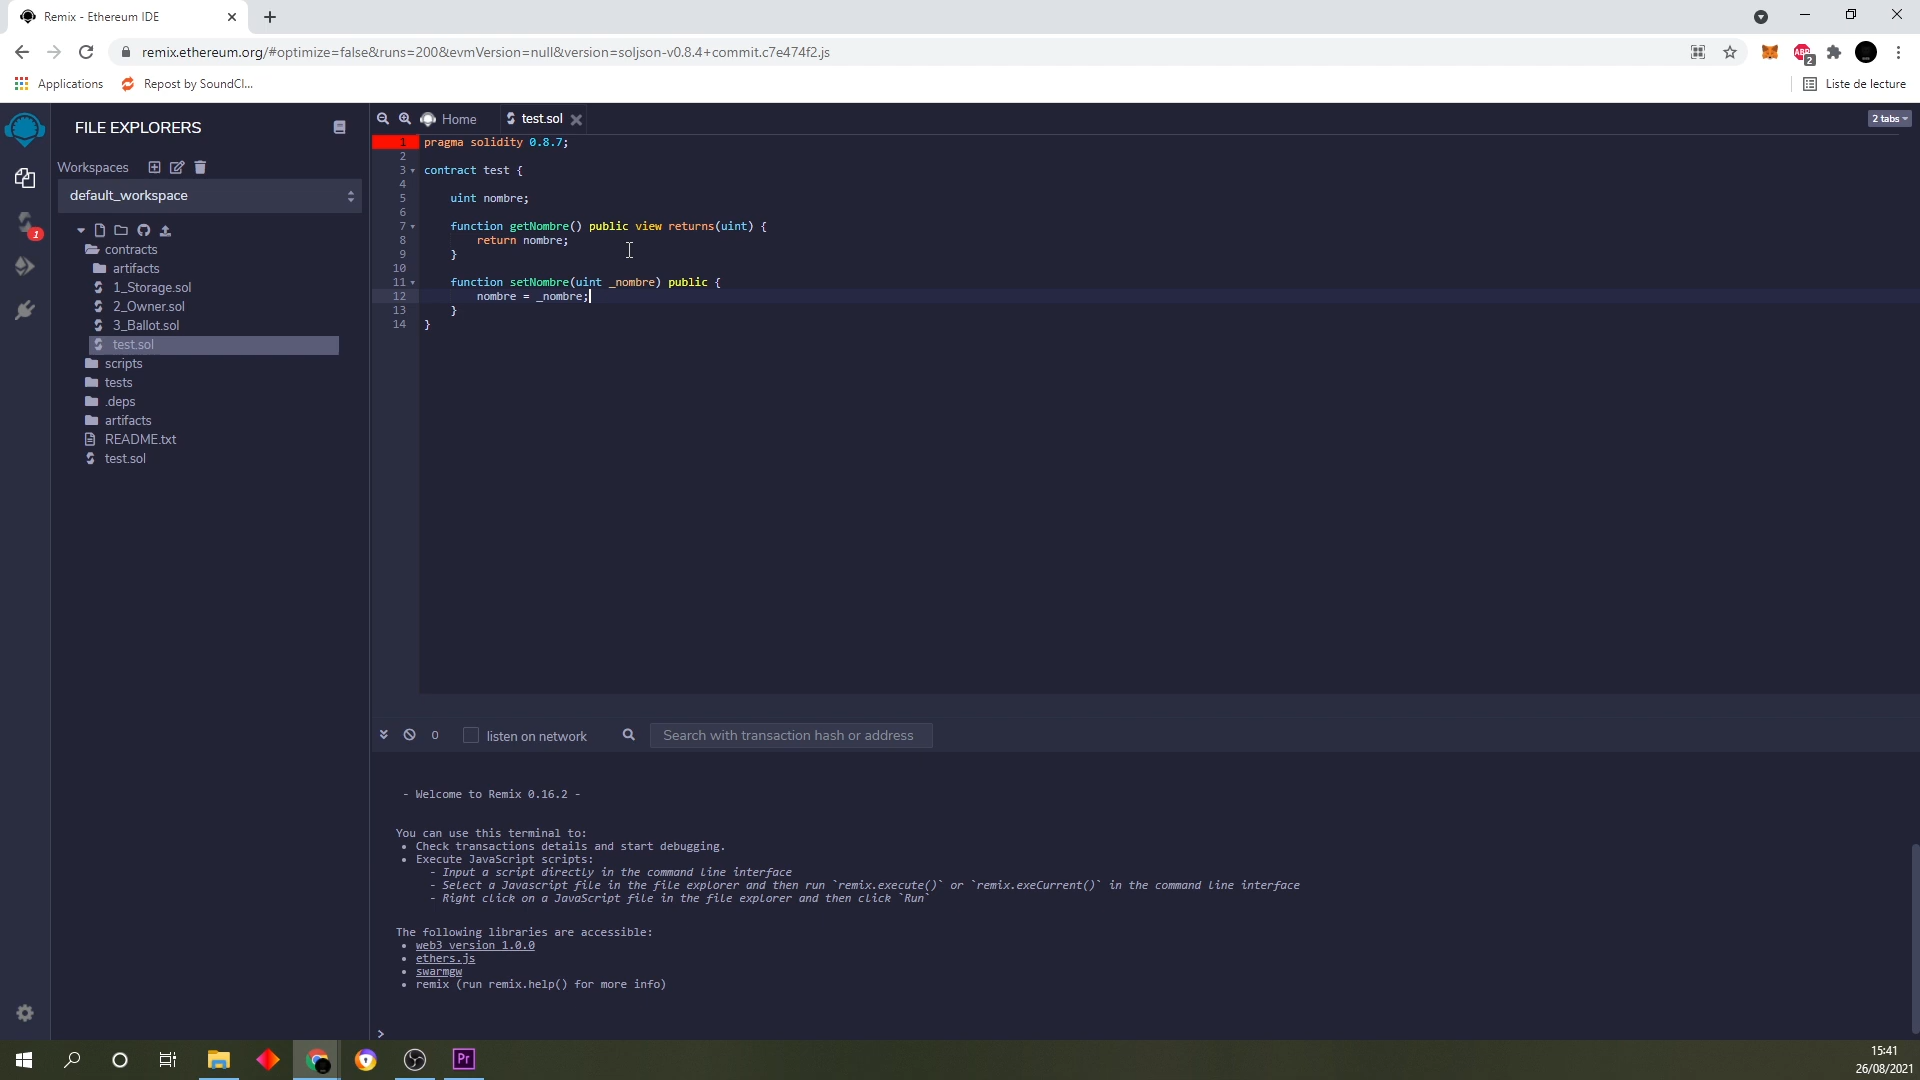 Remix - Ethereum IDE
remix.ethereum.org/#optimize=false&runs=200&evmVersion=null&version=soljson-v0.8.4+commit.c7e474f2.js
ABP
2
Applications
Repost by SoundCl...
Liste de lecture
FILE EXPLORERS
Home
test.sol
2 tabs
Workspaces
default_workspace
1
contracts
artifacts
1_Storage.sol
2_Owner.sol
3_Ballot.sol
test.sol
scripts
tests
.deps
artifacts
README.txt
test.sol
1 pragma solidity 0.8.7;
2
3 contract test {
4
5 uint nombre;
6
7 function getNombre() public view returns(uint) {
8 return nombre;
9 }
10
11 function setNombre(uint _nombre) public {
12 nombre = _nombre;
13 }
14 }
0
listen on network
Search with transaction hash or address
- Welcome to Remix 0.16.2 -
You can use this terminal to:
• Check transactions details and start debugging.
• Execute JavaScript scripts:
- Input a script directly in the command line interface
- Select a Javascript file in the file explorer and then run `remix.execute()` or `remix.exeCurrent()` in the command line interface
- Right click on a JavaScript file in the file explorer and then click `Run`
The following libraries are accessible:
• web3 version 1.0.0
• ethers.js
• swarmgw
• remix (run remix.help() for more info)
>
Pr
15:41
26/08/2021